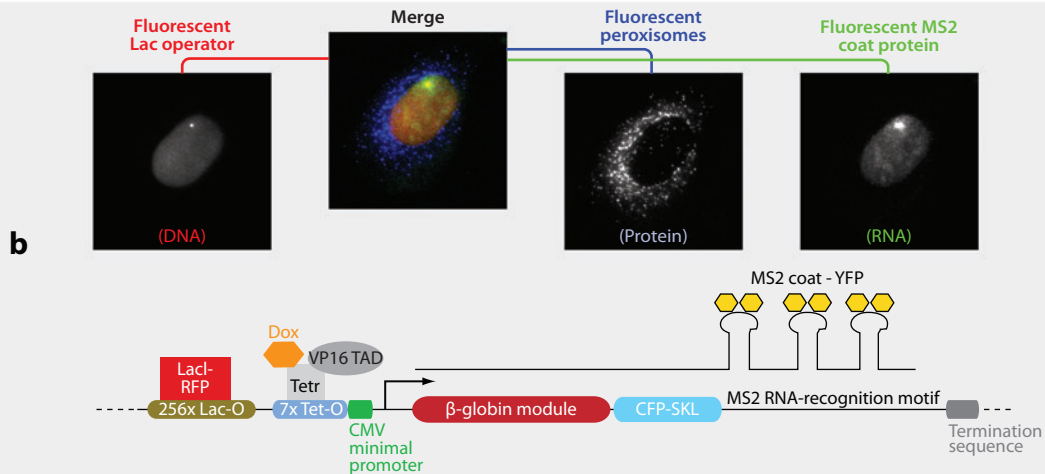 Fluorescent
Lac operator
Merge
Fluorescent
peroxisomes
Fluorescent MS2
coat protein
(DNA)
(Protein)
(RNA)
b
MS2 coat - YFP
Dox
VP16 TAD
LacI-
RFP
Tetr
256x Lac-O
7x Tet-O
β-globin module
CFP-SKL
MS2 RNA-recognition motif
CMV
minimal
promoter
Termination
sequence